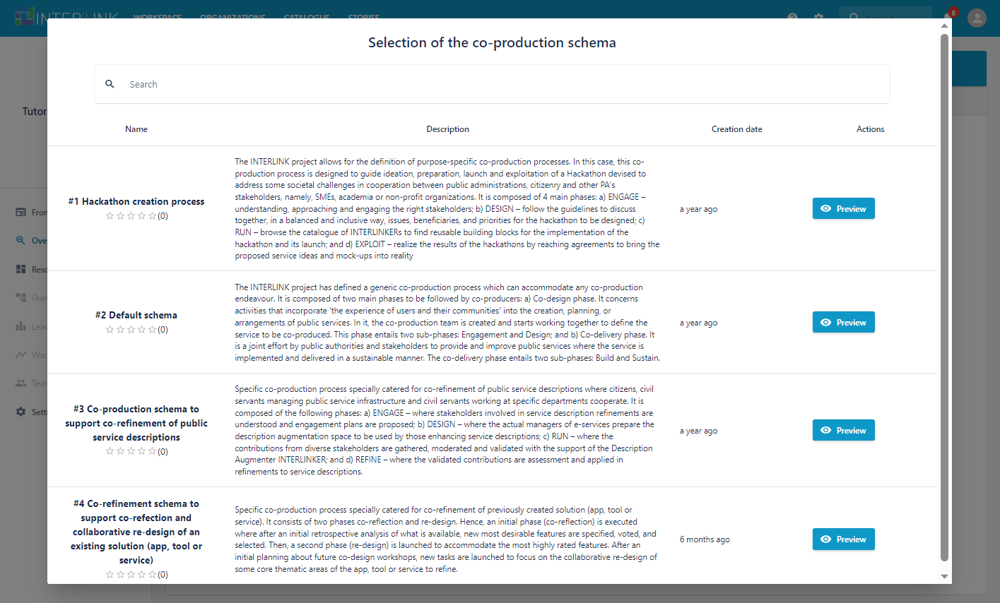 INTERLINK WORKSPACE ORGANIZATIONS CATALOGUE STORIES Search 8
Selection of the co-production schema
Search
Name Description Creation date Actions
#1 Hackathon creation process
(0)
The INTERLINK project allows for the definition of purpose-specific co-production processes. In this case, this co-
production process is designed to guide ideation, preparation, launch and exploitation of a Hackathon devised to
address some societal challenges in cooperation between public administrations, citizenry and other PA's
stakeholders, namely, SMEs, academia or non-profit organizations. It is composed of 4 main phases: a) ENGAGE –
understanding, approaching and engaging the right stakeholders; b) DESIGN – follow the guidelines to discuss
together, in a balanced and inclusive way, issues, beneficiaries, and priorities for the hackathon to be designed; c)
RUN – browse the catalogue of INTERLINKERs to find reusable building blocks for the implementation of the
hackathon and its launch; and d) EXPLOIT – realize the results of the hackathons by reaching agreements to bring the
proposed service ideas and mock-ups into reality
a year ago
Preview
#2 Default schema
(0)
The INTERLINK project has defined a generic co-production process which can accommodate any co-production
endeavour. It is composed of two main phases to be followed by co-producers: a) Co-design phase. It concerns
activities that incorporate 'the experience of users and their communities' into the creation, planning, or
arrangements of public services. In it, the co-production team is created and starts working together to define the
service to be co-produced. This phase entails two sub-phases: Engagement and Design; and b) Co-delivery phase. It
is a joint effort by public authorities and stakeholders to provide and improve public services where the service is
implemented and delivered in a sustainable manner. The co-delivery phase entails two sub-phases: Build and Sustain.
a year ago
Preview
#3 Co-production schema to
support co-refinement of public
service descriptions
(0)
Specific co-production process specially catered for co-refinement of public service descriptions where citizens, civil
servants managing public service infrastructure and civil servants working at specific departments cooperate. It is
composed of the following phases: a) ENGAGE – where stakeholders involved in service description refinements are
understood and engagement plans are proposed; b) DESIGN – where the actual managers of e-services prepare the
description augmentation space to be used by those enhancing service descriptions; c) RUN – where the
contributions from diverse stakeholders are gathered, moderated and validated with the support of the Description
Augmenter INTERLINKER; and d) REFINE – where the validated contributions are assessment and applied in
refinements to service descriptions.
a year ago
Preview
#4 Co-refinement schema to
support co-refection and
collaborative re-design of an
existing solution (app, tool or
service)
(0)
Specific co-production process specially catered for co-refinement of previously created solution (app, tool or
service). It consists of two phases co-reflection and re-design. Hence, an initial phase (co-reflection) is executed
where after an initial retrospective analysis of what is available, new most desirable features are specified, voted, and
selected. Then, a second phase (re-design) is launched to accommodate the most highly rated features. After an
initial planning about future co-design workshops, new tasks are launched to focus on the collaborative re-design of
some core thematic areas of the app, tool or service to refine.
6 months ago
Preview
Tutor
Fron
Ove
Reso
Guid
Lead
Wor
Tean
Setti